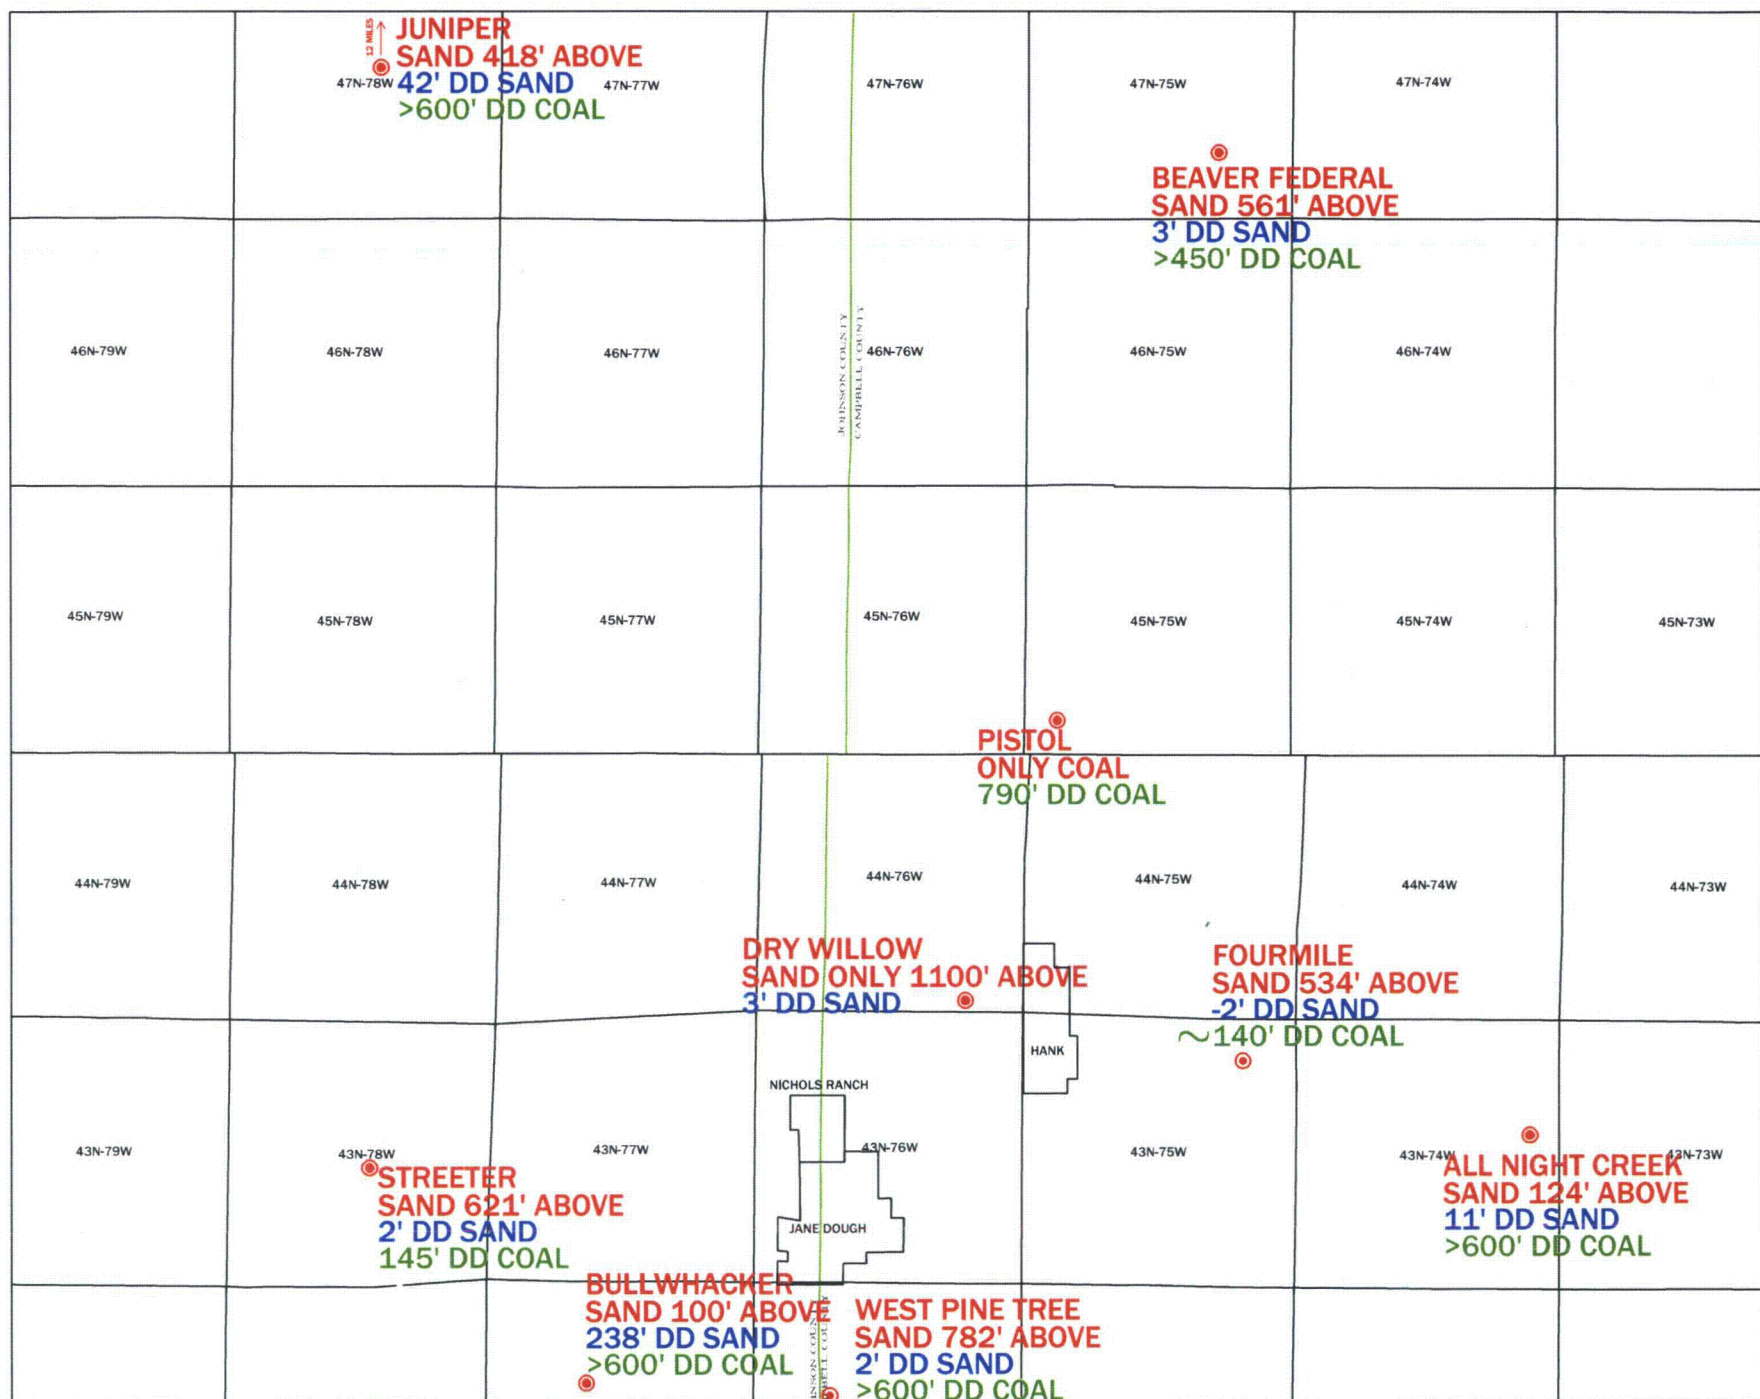 12 MILES
JUNIPER
SAND 418' ABOVE
42' DD SAND
>600' DD COAL
47N-78W
47N-77W
47N-76W
47N-75W
47N-74W
BEAVER FEDERAL
SAND 561' ABOVE
3' DD SAND
>450' DD COAL
46N-79W
46N-78W
46N-77W
JOHNSON COUNTY
CAMPBELL COUNTY
46N-76W
46N-75W
46N-74W
45N-79W
45N-78W
45N-77W
45N-76W
45N-75W
45N-74W
45N-73W
PISTOL
ONLY COAL
790' DD COAL
44N-79W
44N-78W
44N-77W
44N-76W
44N-75W
44N-74W
44N-73W
DRY WILLOW
SAND ONLY 1100' ABOVE
3' DD SAND
FOURMILE
SAND 534' ABOVE
-2' DD SAND
~140' DD COAL
HANK
NICHOLS RANCH
43N-79W
43N-78W
43N-77W
43N-76W
43N-75W
43N-74W
43N-73W
STREETER
SAND 621' ABOVE
2' DD SAND
145' DD COAL
JANE DOUGH
ALL NIGHT CREEK
SAND 124' ABOVE
11' DD SAND
>600' DD COAL
BULLWHACKER
SAND 100' ABOVE
238' DD SAND
>600' DD COAL
WEST PINE TREE
SAND 782' ABOVE
2' DD SAND
>600' DD COAL